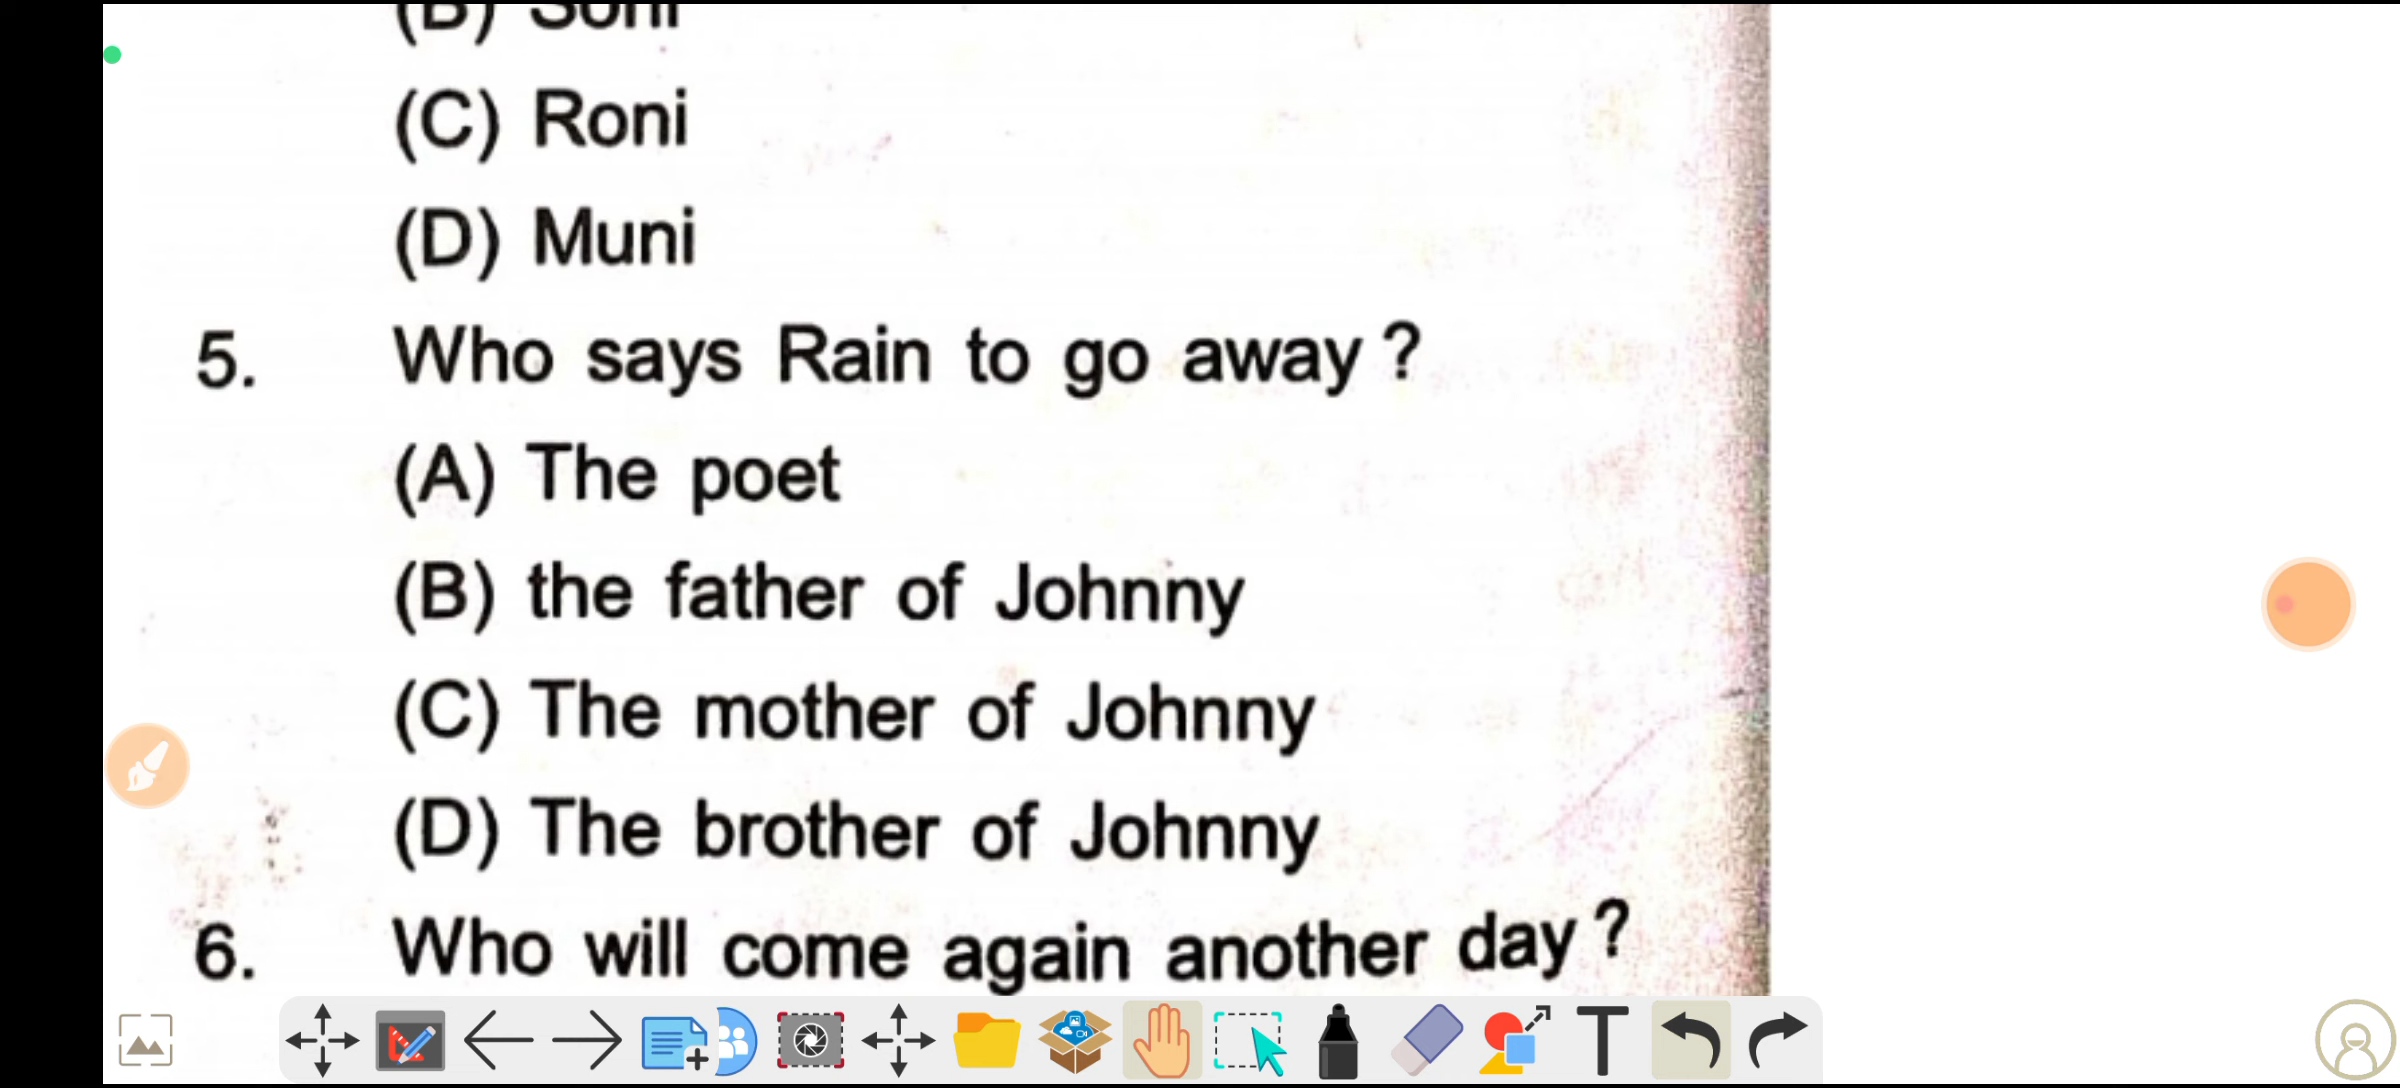 (B) Soni
(C) Roni
(D) Muni
5. Who says Rain to go away ?
(A) The poet
(B) the father of Johnny
(C) The mother of Johnny
(D) The brother of Johnny
6. Who will come again another day ?